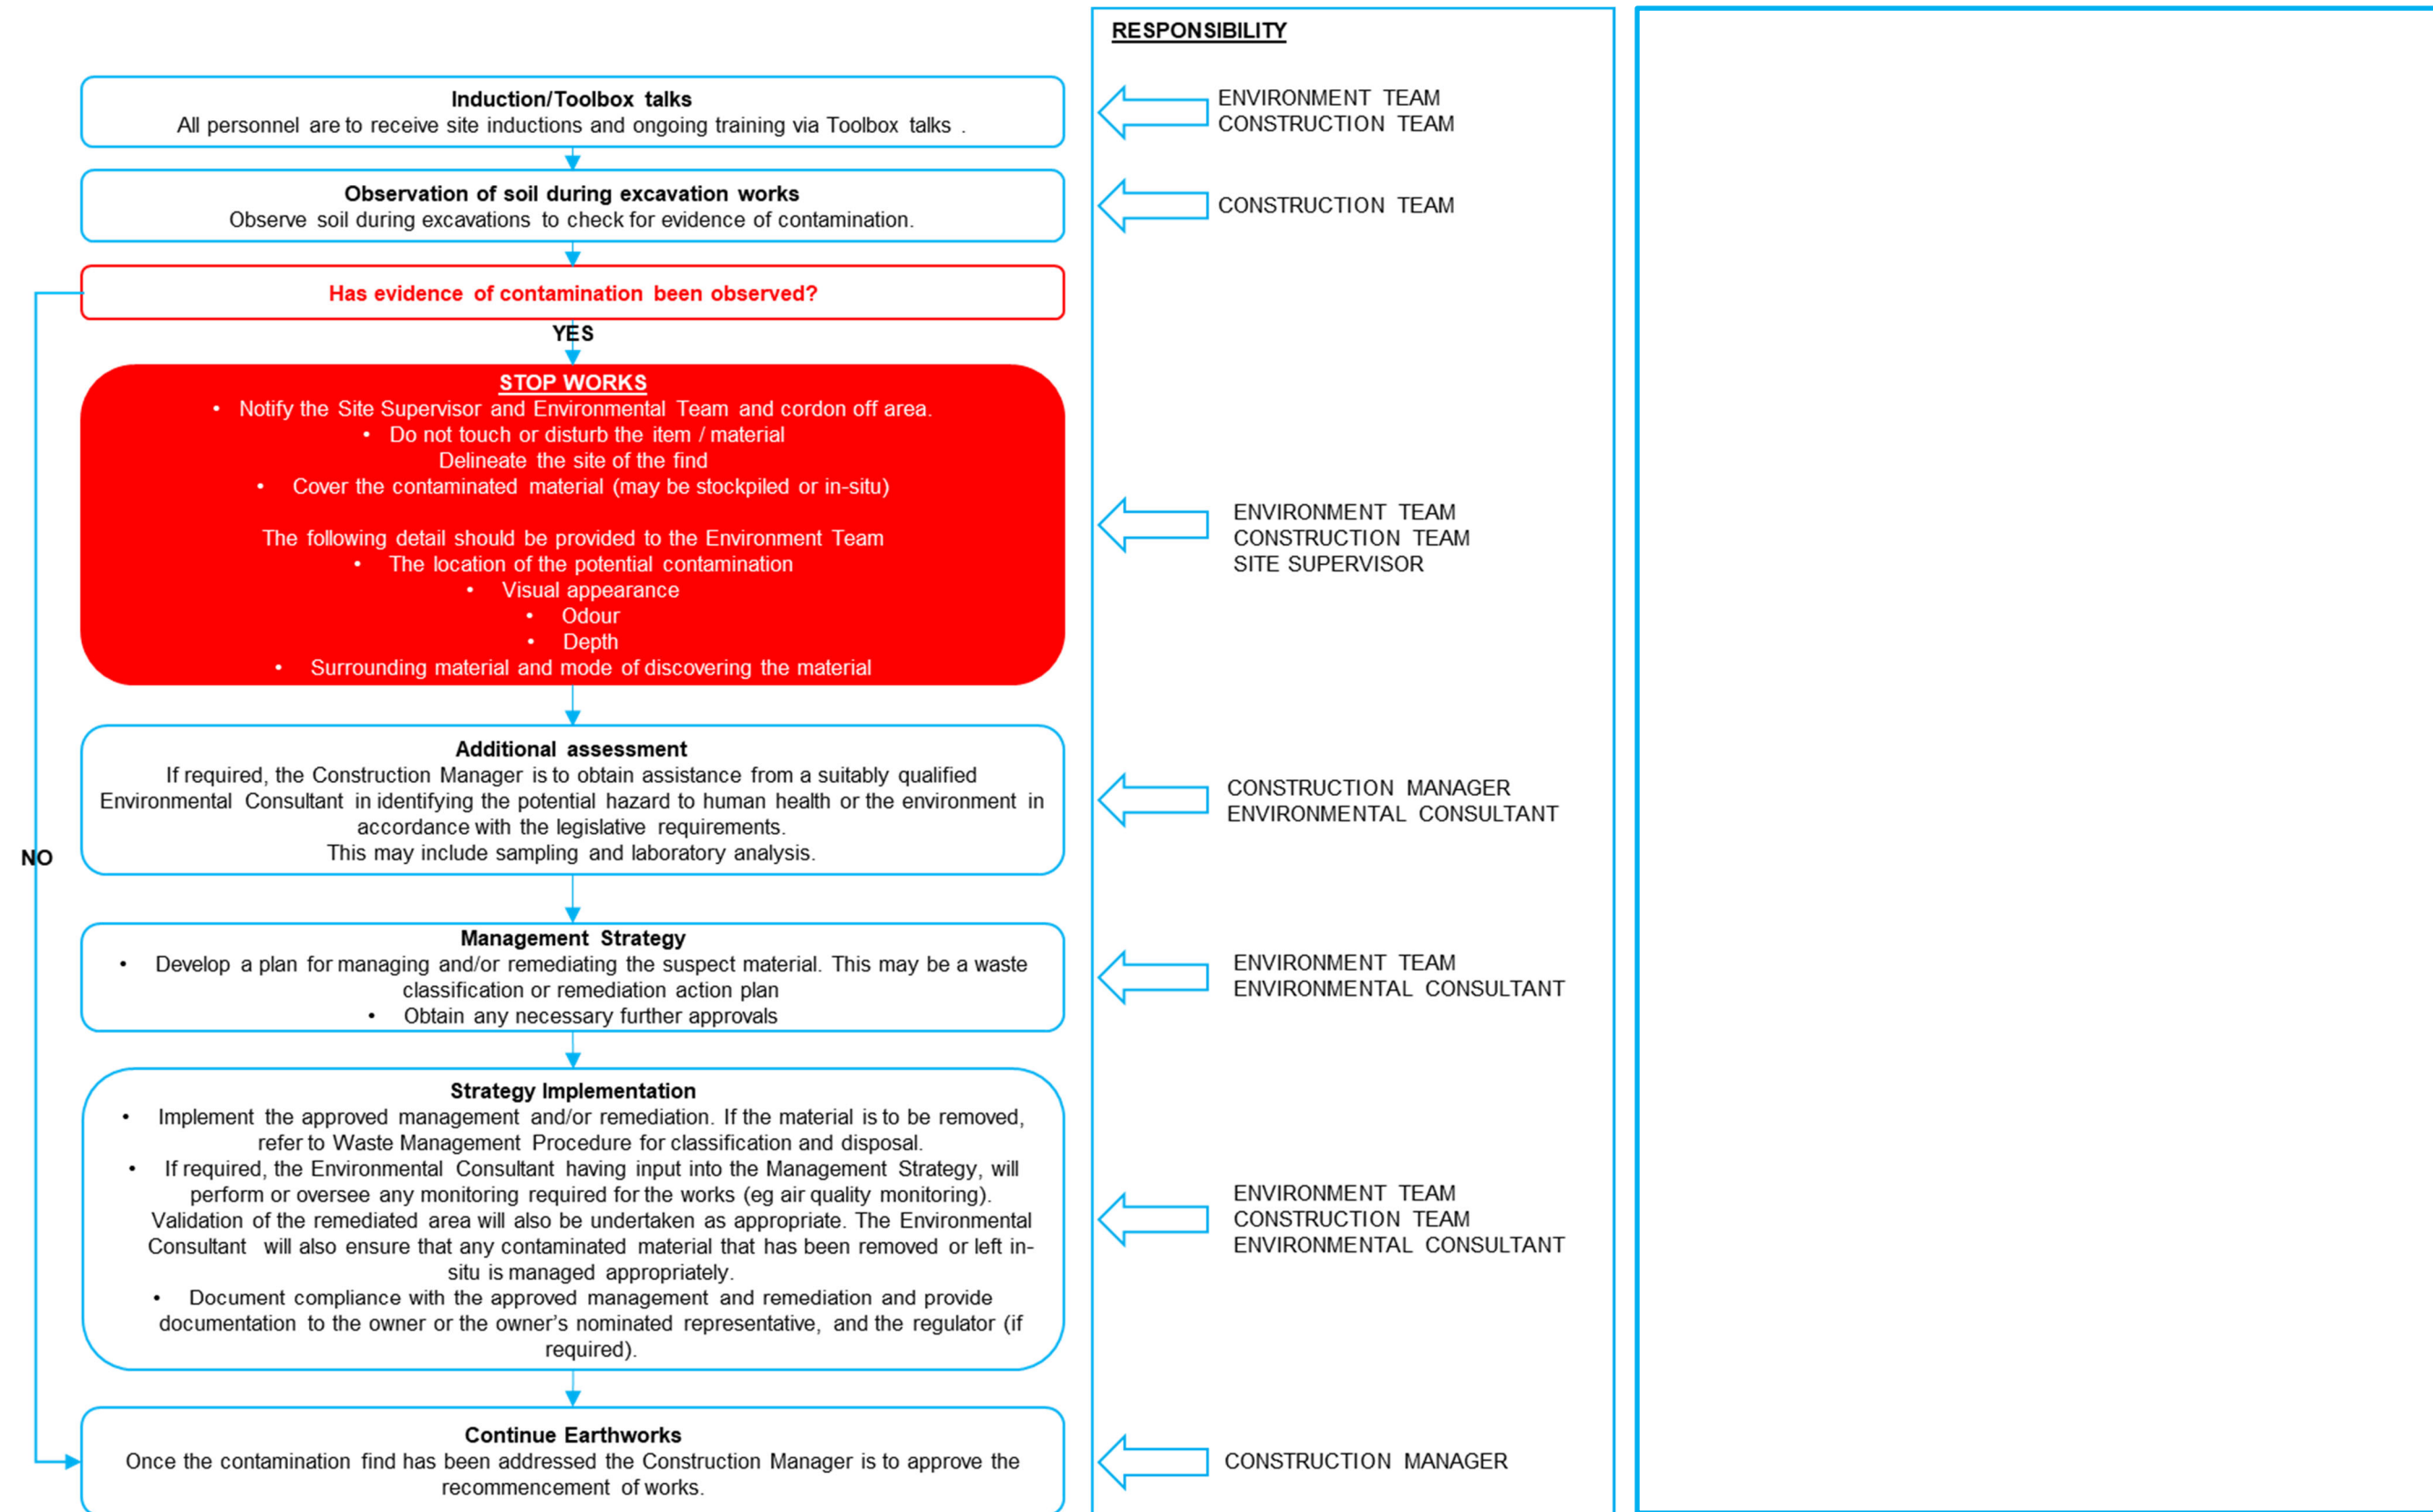 RESPONSIBILITY
Induction/Toolbox talks
All personnel are to receive site inductions and ongoing training via Toolbox talks .
ENVIRONMENT TEAM
CONSTRUCTION TEAM
Observation of soil during excavation works
Observe soil during excavations to check for evidence of contamination.
CONSTRUCTION TEAM
Has evidence of contamination been observed?
YES
STOP WORKS
• Notify the Site Supervisor and Environmental Team and cordon off area.
• Do not touch or disturb the item / material
Delineate the site of the find
• Cover the contaminated material (may be stockpiled or in-situ)
The following detail should be provided to the Environment Team
• The location of the potential contamination
• Visual appearance
• Odour
• Depth
• Surrounding material and mode of discovering the material
ENVIRONMENT TEAM
CONSTRUCTION TEAM
SITE SUPERVISOR
Additional assessment
If required, the Construction Manager is to obtain assistance from a suitably qualified
Environmental Consultant in identifying the potential hazard to human health or the environment in
accordance with the legislative requirements.
This may include sampling and laboratory analysis.
CONSTRUCTION MANAGER
ENVIRONMENTAL CONSULTANT
NO
Management Strategy
• Develop a plan for managing and/or remediating the suspect material. This may be a waste
classification or remediation action plan
• Obtain any necessary further approvals
ENVIRONMENT TEAM
ENVIRONMENTAL CONSULTANT
Strategy Implementation
• Implement the approved management and/or remediation. If the material is to be removed,
refer to Waste Management Procedure for classification and disposal.
• If required, the Environmental Consultant having input into the Management Strategy, will
perform or oversee any monitoring required for the works (eg air quality monitoring).
Validation of the remediated area will also be undertaken as appropriate. The Environmental
Consultant will also ensure that any contaminated material that has been removed or left in-
situ is managed appropriately.
• Document compliance with the approved management and remediation and provide
documentation to the owner or the owner’s nominated representative, and the regulator (if
required).
ENVIRONMENT TEAM
CONSTRUCTION TEAM
ENVIRONMENTAL CONSULTANT
Continue Earthworks
Once the contamination find has been addressed the Construction Manager is to approve the
recommencement of works.
CONSTRUCTION MANAGER